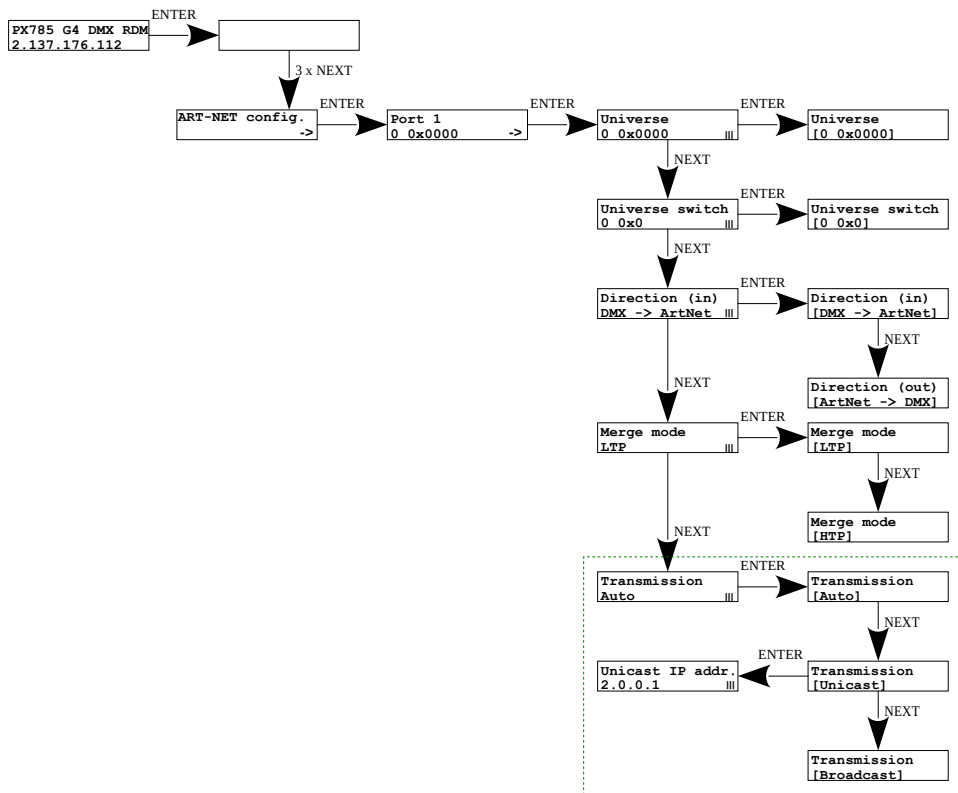 ENTER
PX785 G4 DMX RDM
2.137.176.112
3 x NEXT
ART-NET config.
->
ENTER
Port 1
0 0x0000 ->
ENTER
Universe
0 0x0000
ENTER
Universe
[0 0x0000]
NEXT
Universe switch
0 0x0
ENTER
Universe switch
[0 0x0]
NEXT
Direction (in)
DMX -> ArtNet
ENTER
Direction (in)
[DMX -> ArtNet]
NEXT
Direction (out)
[ArtNet -> DMX]
NEXT
Merge mode
LTP
ENTER
Merge mode
[LTP]
NEXT
Merge mode
[HTP]
NEXT
Transmission
Auto
ENTER
Transmission
[Auto]
NEXT
Unicast IP addr.
2.0.0.1
ENTER
Transmission
[Unicast]
NEXT
Transmission
[Broadcast]